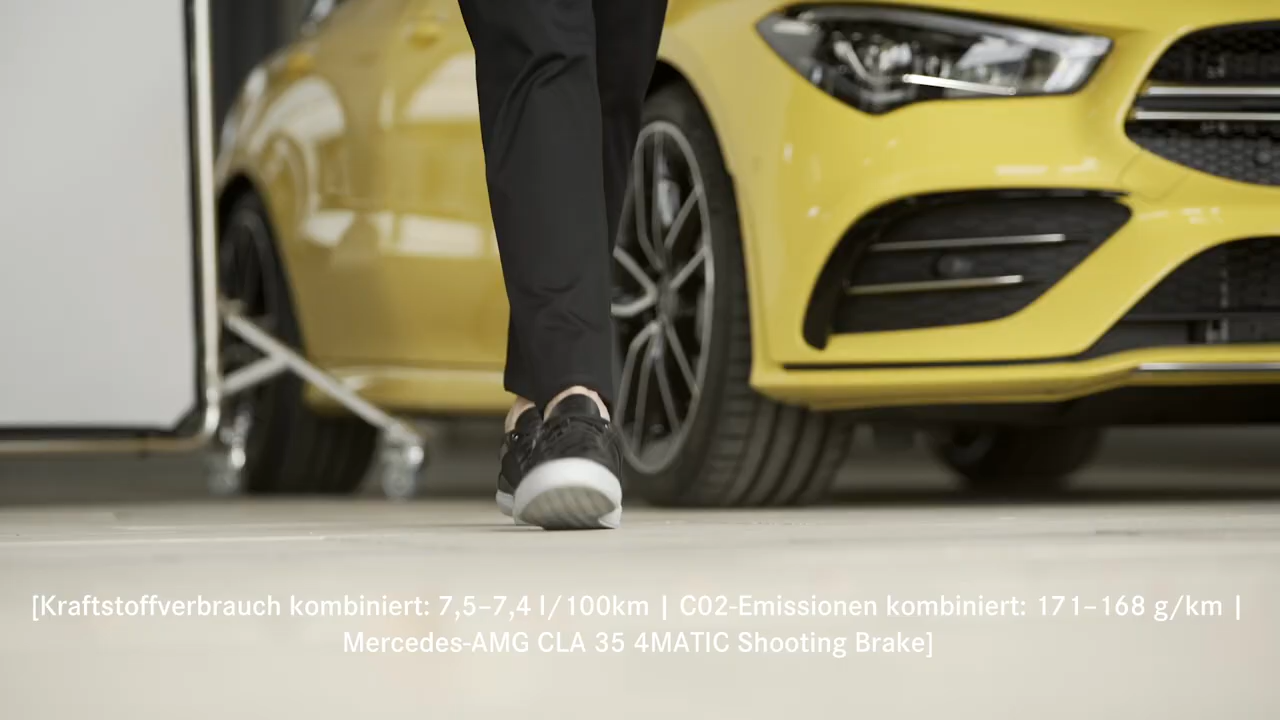 [Kraftstoffverbrauch kombiniert: 7,5–7,4 l/100km | C02-Emissionen kombiniert: 171–168 g/km |
Mercedes-AMG CLA 35 4MATIC Shooting Brake]